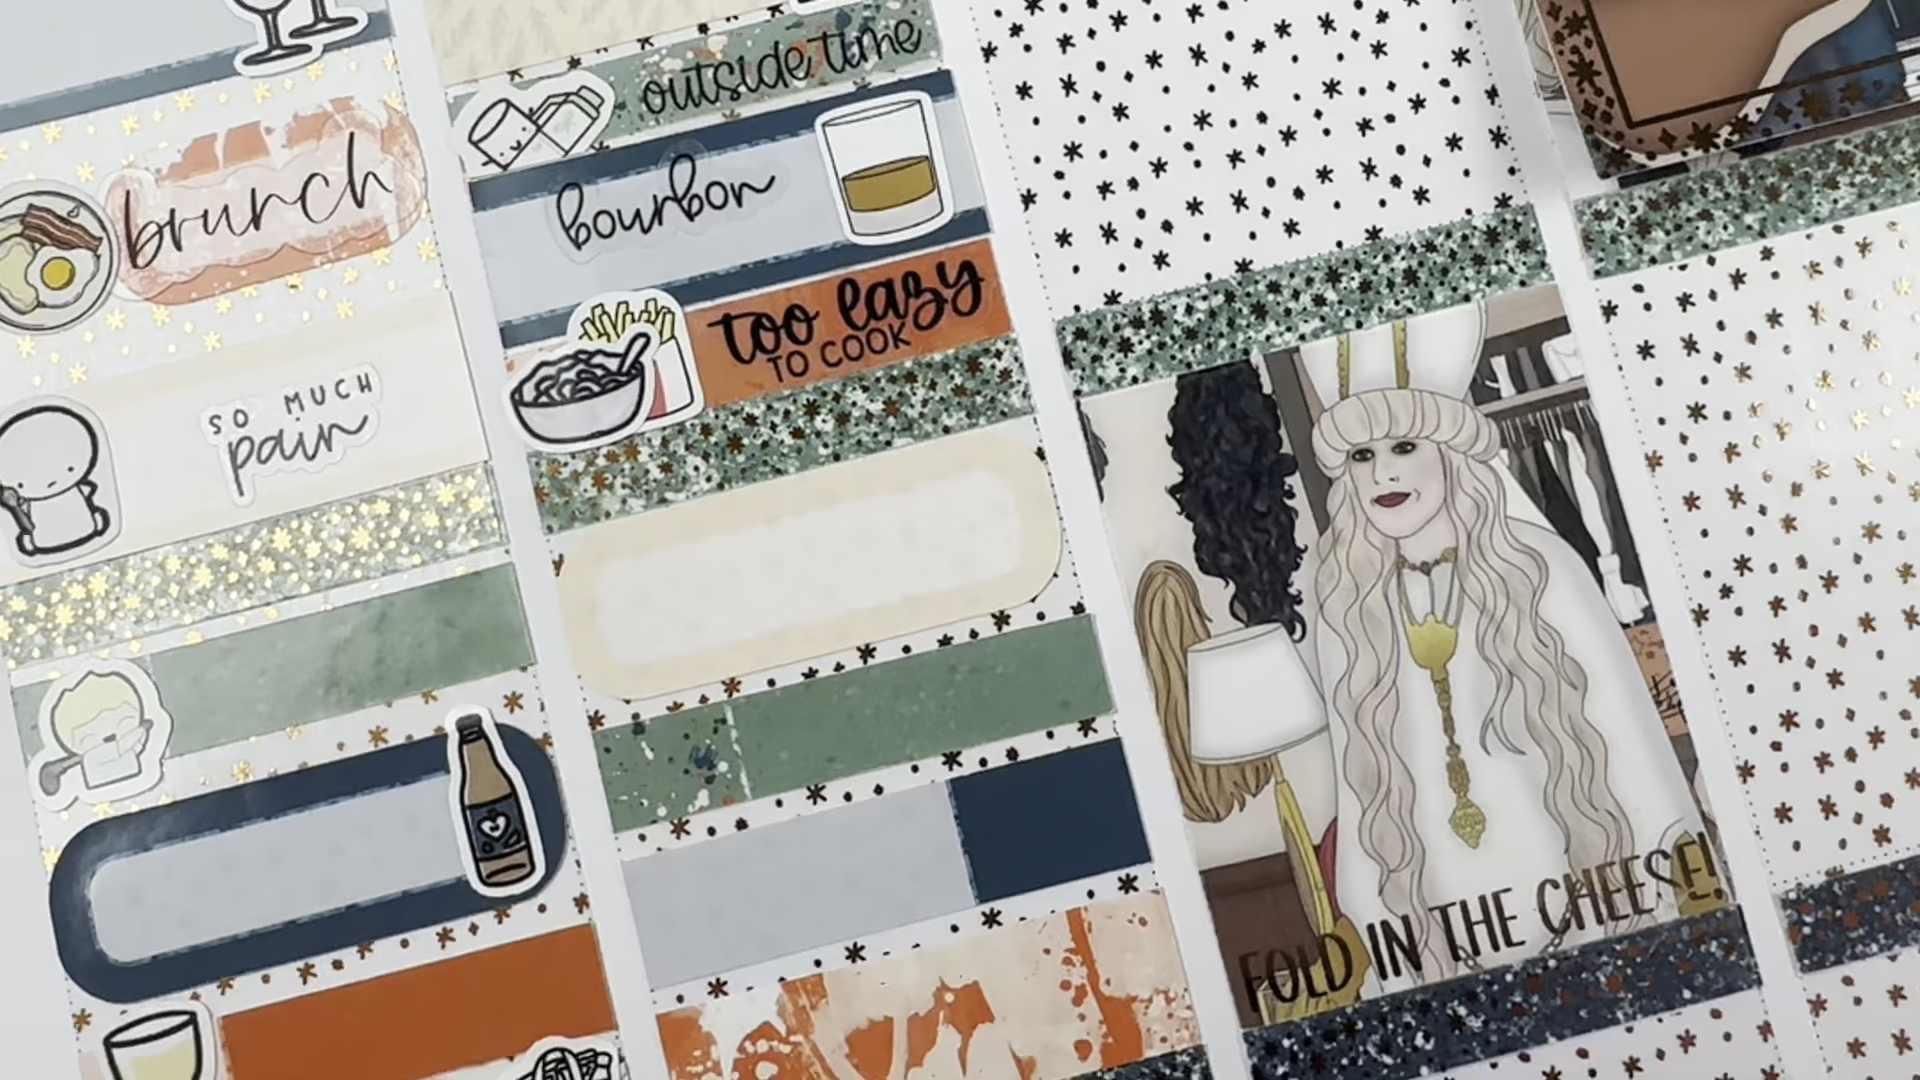 brunch
SO MUCH
pain
outside time
bourbon
too lazy
TO COOK
FOLD IN THE CHEESE!